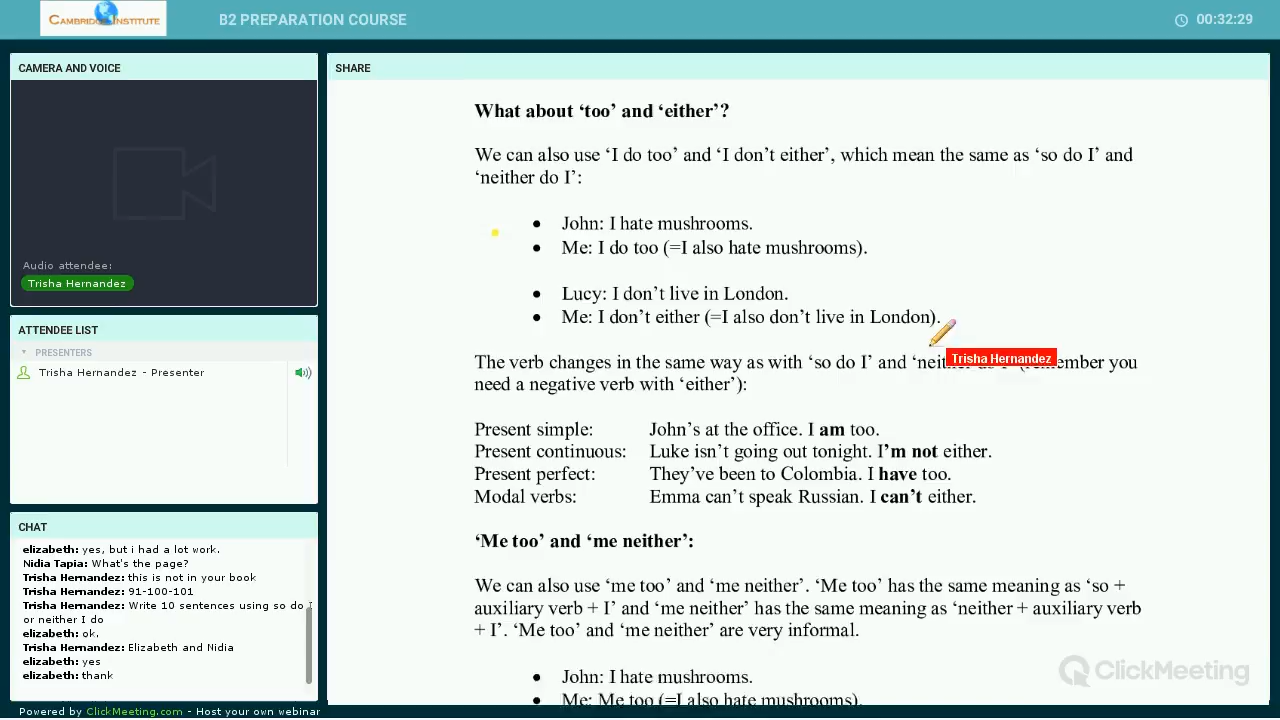 CAMBRIDGE INSTITUTE
B2 PREPARATION COURSE
00:32:29
CAMERA AND VOICE
Audio attendee:
Trisha Hernandez
ATTENDEE LIST
PRESENTERS
Trisha Hernandez - Presenter
CHAT
elizabeth: yes, but i had a lot work.
Nidia Tapia: What's the page?
Trisha Hernandez: this is not in your book
Trisha Hernandez: 91-100-101
Trisha Hernandez: Write 10 sentences using so do I
or neither I do
elizabeth: ok.
Trisha Hernandez: Elizabeth and Nidia
elizabeth: yes
elizabeth: thank
Powered by ClickMeeting.com - Host your own webinar
SHARE
What about ‘too’ and ‘either’?
We can also use ‘I do too’ and ‘I don’t either’, which mean the same as ‘so do I’ and
‘neither do I’:
• John: I hate mushrooms.
• Me: I do too (=I also hate mushrooms).
• Lucy: I don’t live in London.
• Me: I don’t either (=I also don’t live in London).
Trisha Hernandez
The verb changes in the same way as with ‘so do I’ and ‘neither do I’ (remember you
need a negative verb with ‘either’):
Present simple: John’s at the office. I am too.
Present continuous: Luke isn’t going out tonight. I’m not either.
Present perfect: They’ve been to Colombia. I have too.
Modal verbs: Emma can’t speak Russian. I can’t either.
‘Me too’ and ‘me neither’:
We can also use ‘me too’ and ‘me neither’. ‘Me too’ has the same meaning as ‘so +
auxiliary verb + I’ and ‘me neither’ has the same meaning as ‘neither + auxiliary verb
+ I’. ‘Me too’ and ‘me neither’ are very informal.
• John: I hate mushrooms.
• Me: Me too (=I also hate mushrooms).
ClickMeeting